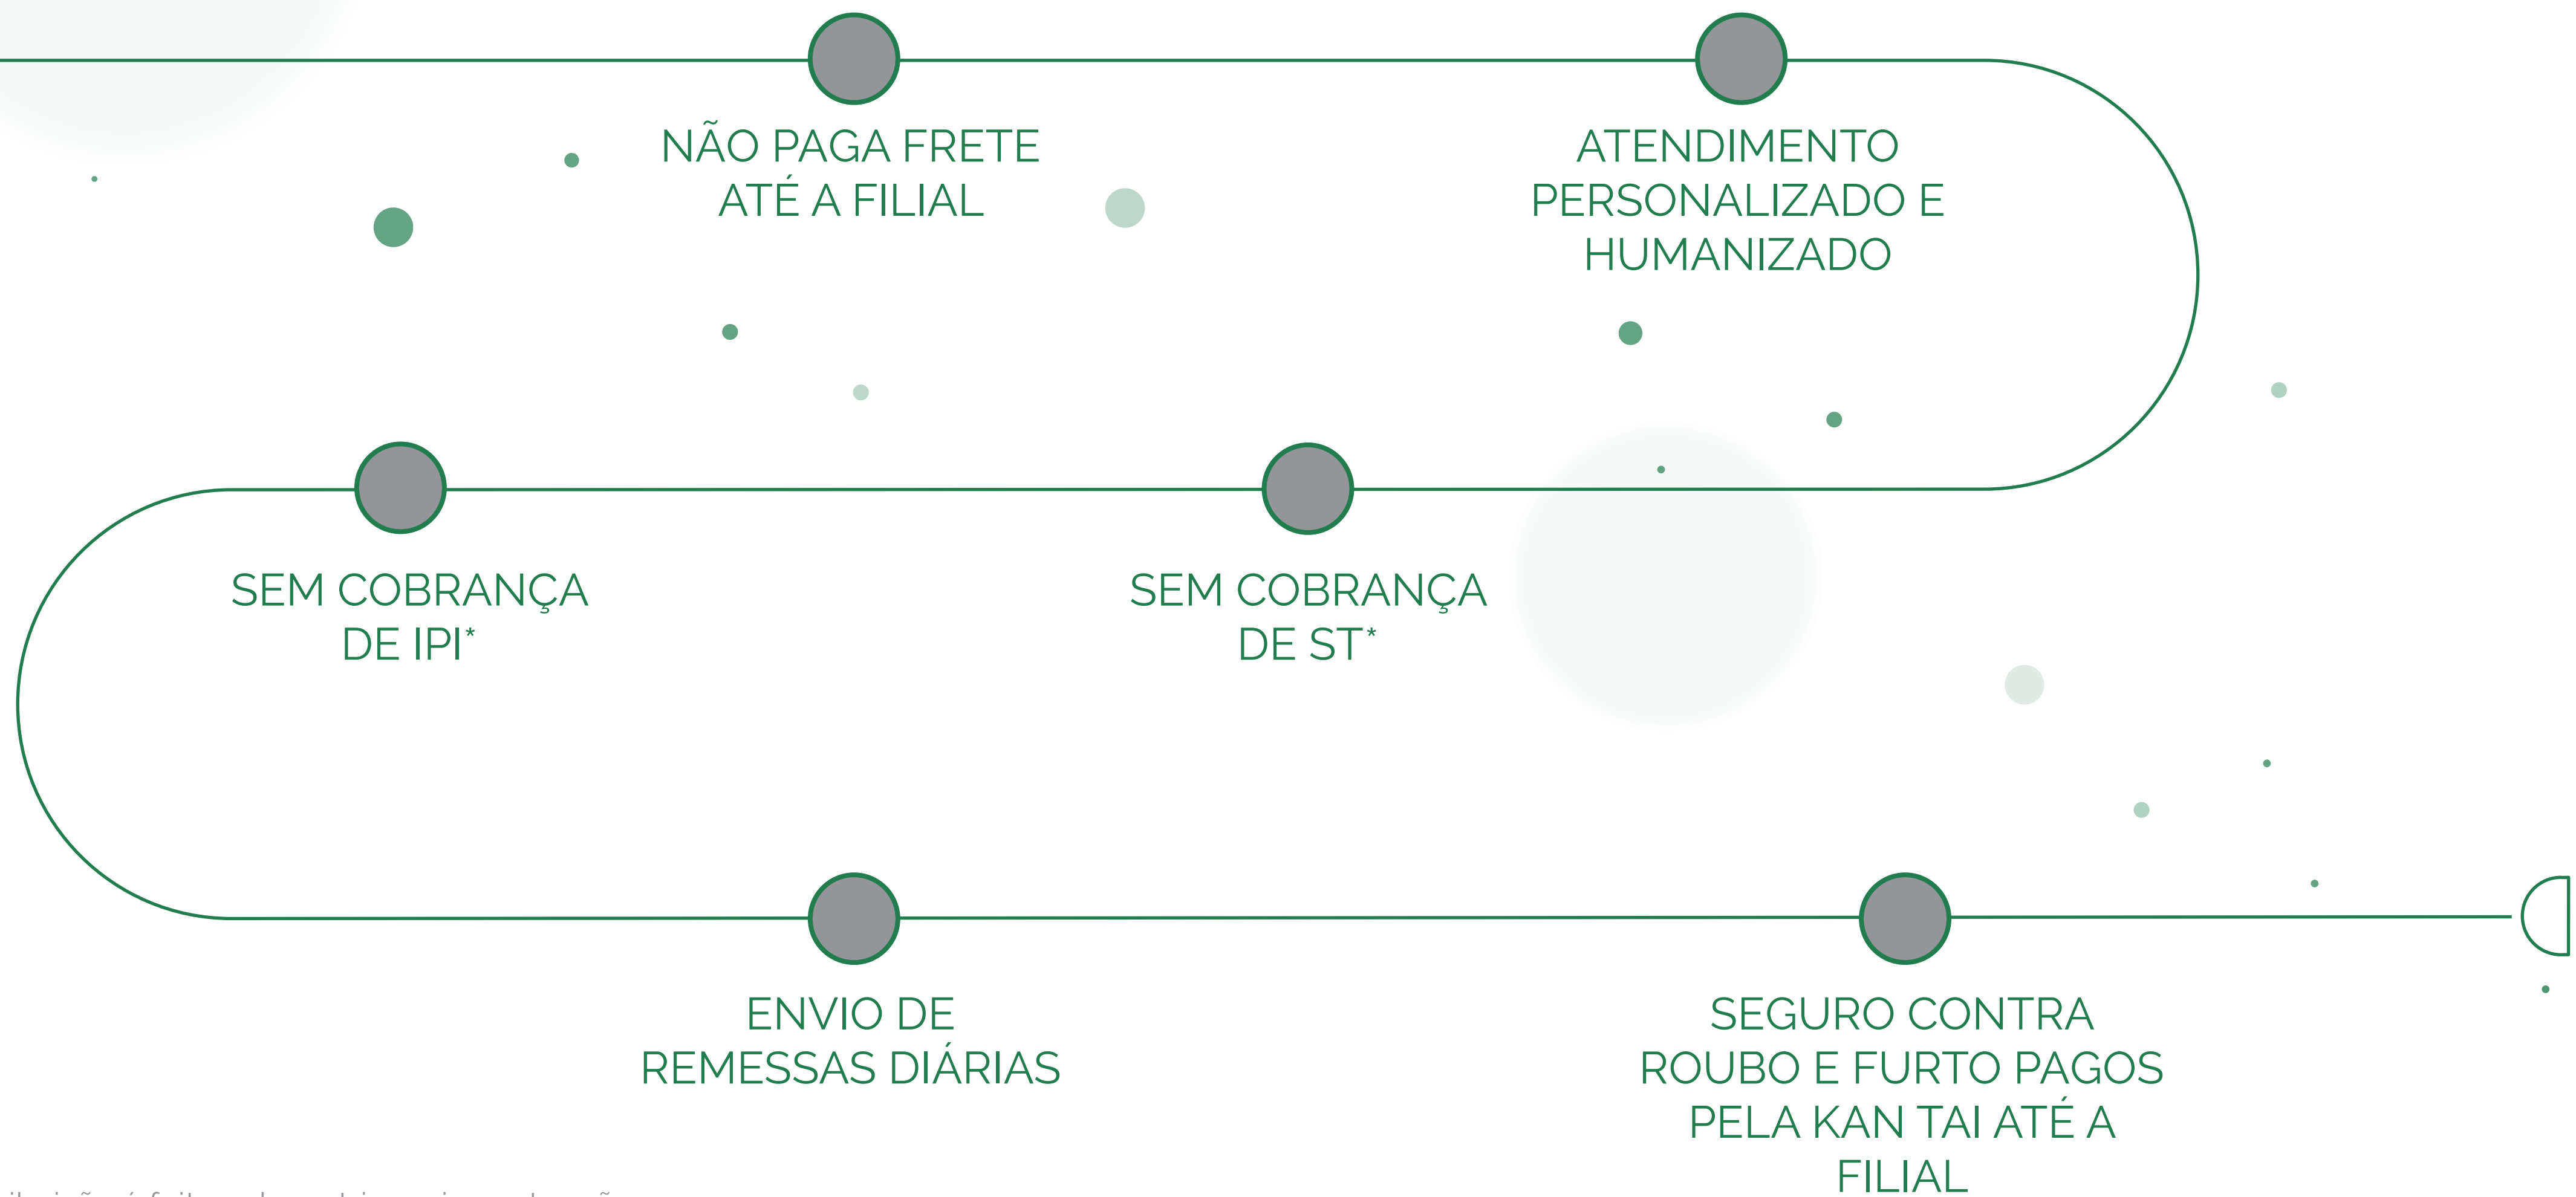 NÃO PAGA FRETE
ATÉ A FILIAL
ATENDIMENTO
PERSONALIZADO E
HUMANIZADO
SEM COBRANÇA
DE IPI*
SEM COBRANÇA
DE ST*
ENVIO DE
REMESSAS DIÁRIAS
SEGURO CONTRA
ROUBO E FURTO PAGOS
PELA KAN TAI ATÉ A
FILIAL